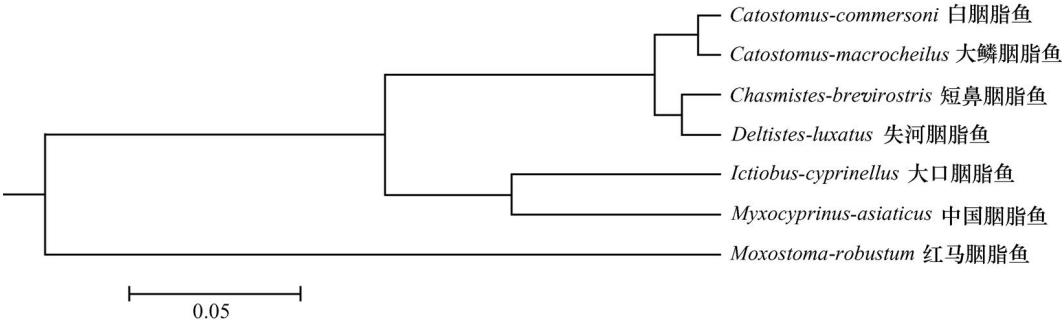 Catostomus-commersoni 白胭脂鱼
Catostomus-macrocheilus 大鳞胭脂鱼
Chasmistes-brevirostris 短鼻胭脂鱼
Deltistes-luxatus 失河胭脂鱼
Ictiobus-cyprinellus 大口胭脂鱼
Myxocyprinus-asiaticus 中国胭脂鱼
Moxostoma-robustum 红马胭脂鱼
0.05